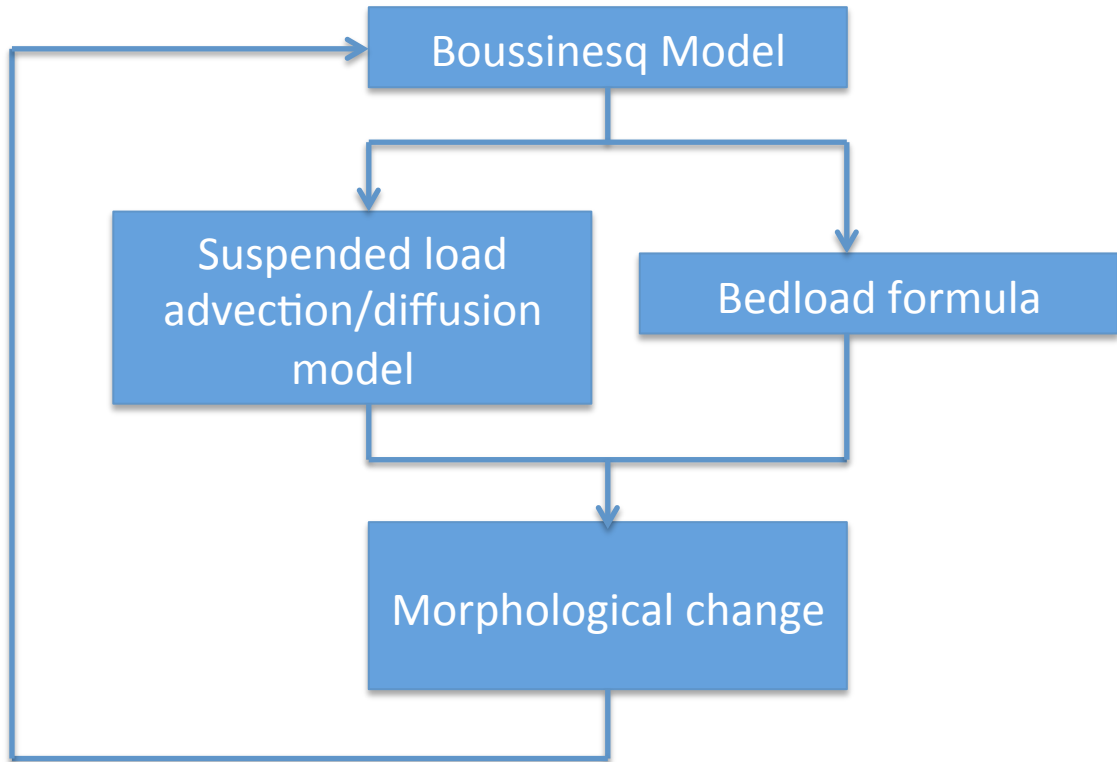 Boussinesq Model
Suspended load
advection/diffusion
model
Bedload formula
Morphological change